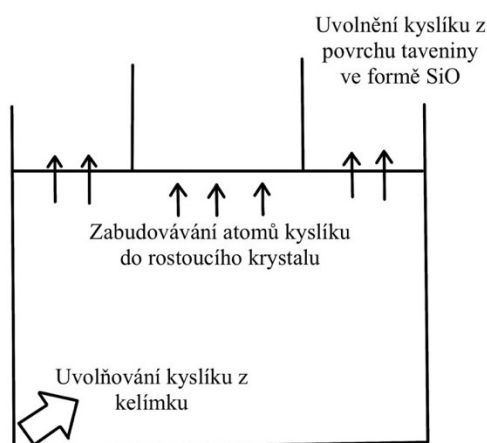 Uvolnění kyslíku z
povrchu taveniny
ve formě SiO
Zabudovávání atomů kyslíku
do rostoucího krystalu
Uvolňování kyslíku z
kelímku